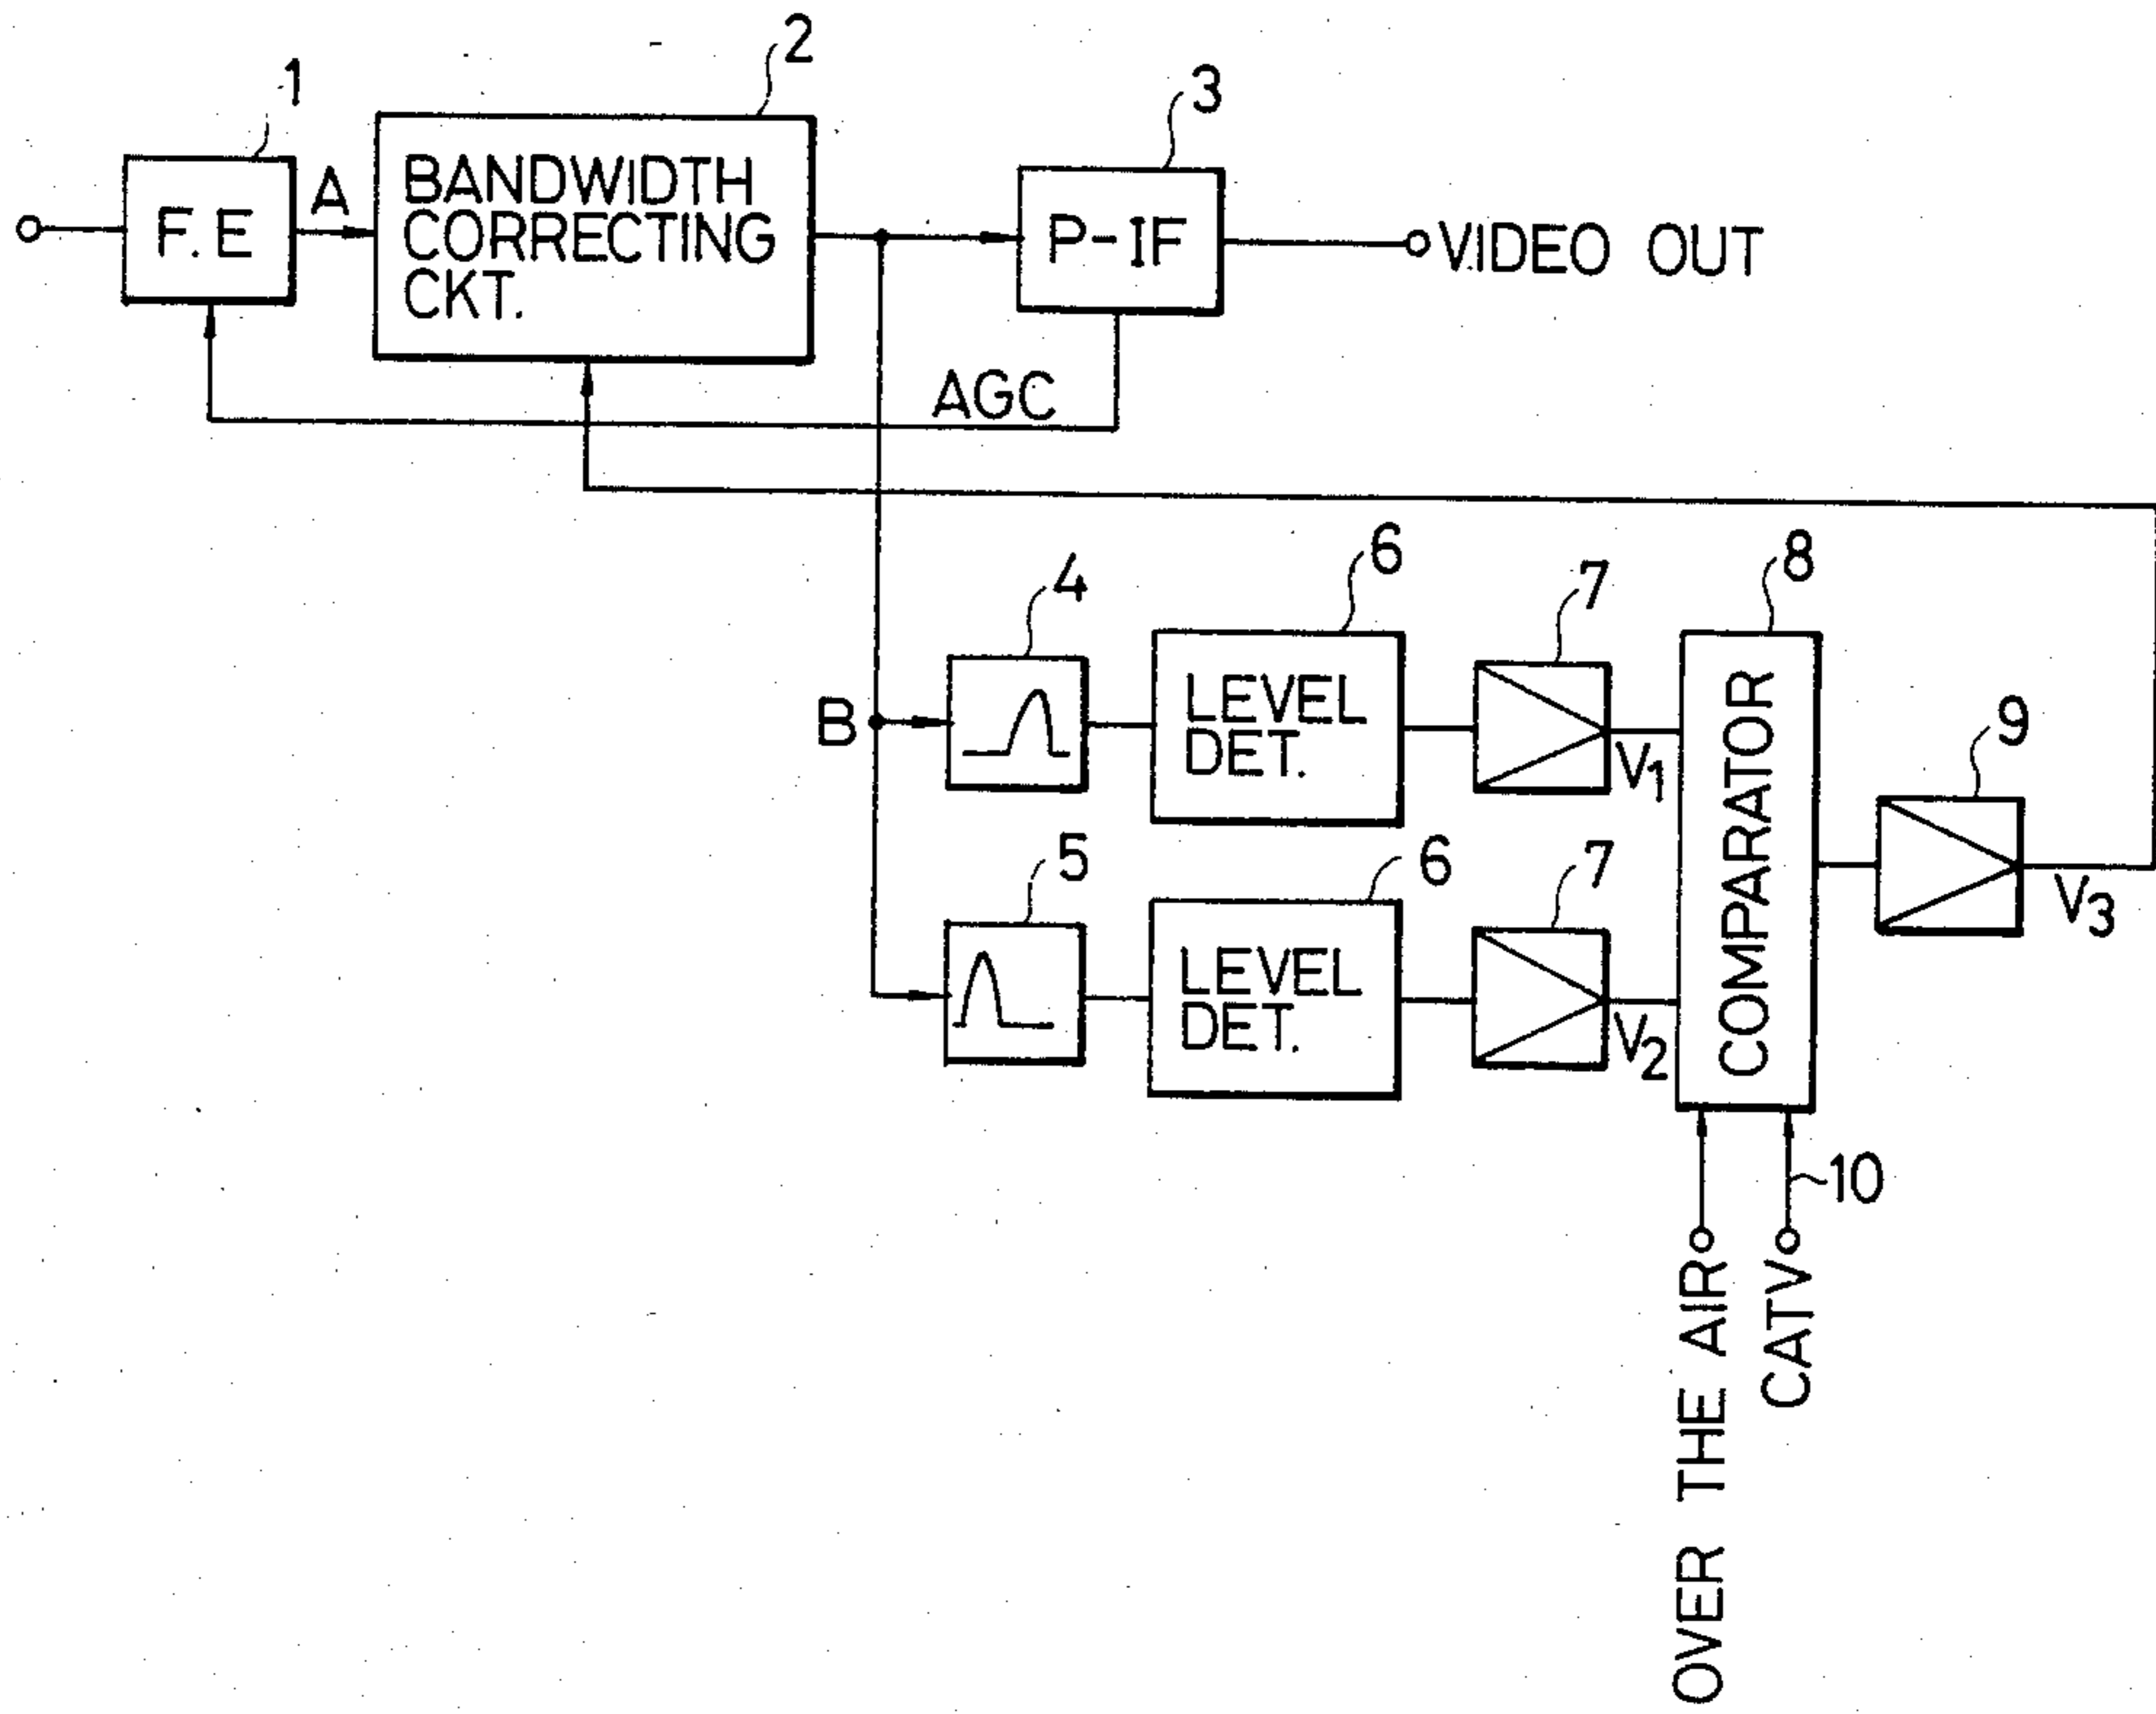 1
2
3
F.E
A
BANDWIDTH
CORRECTING
CKT.
P-IF
VIDEO OUT
AGC
4
6
7
8
B
LEVEL
DET.
V1
COMPARATOR
9
V3
5
6
7
LEVEL
DET.
V2
10
OVER THE AIR
CATV